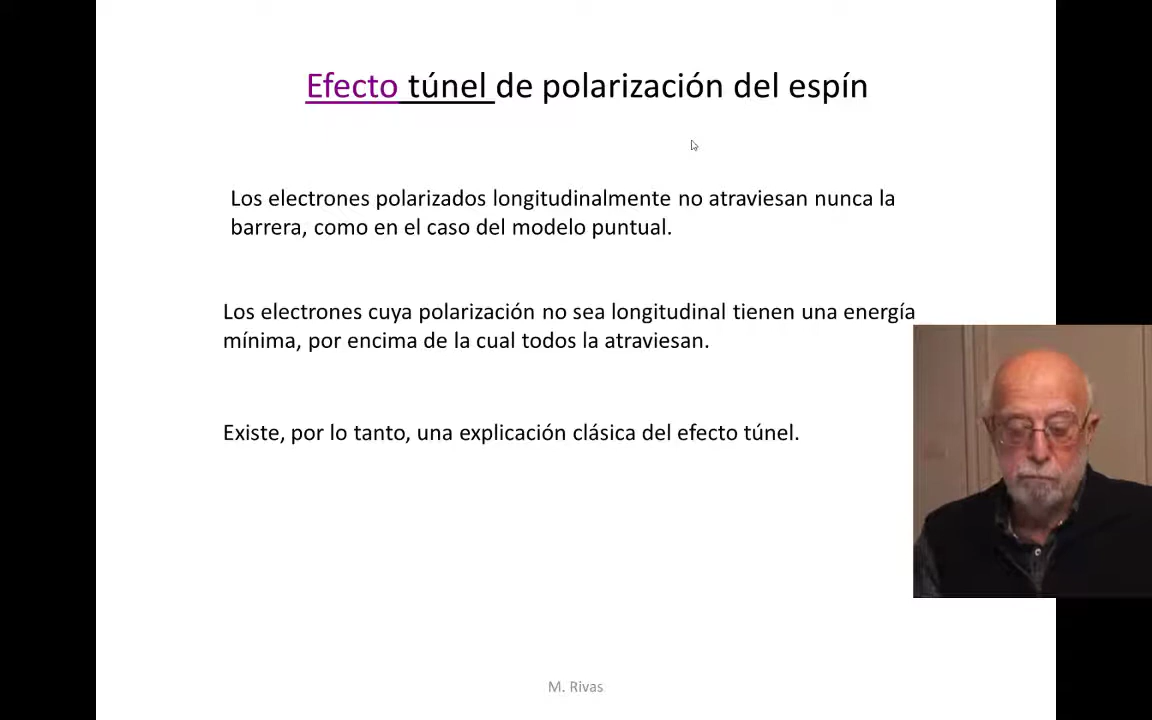 Efecto túnel de polarización del espín
Los electrones polarizados longitudinalmente no atraviesan nunca la
barrera, como en el caso del modelo puntual.
Los electrones cuya polarización no sea longitudinal tienen una energía
mínima, por encima de la cual todos la atraviesan.
Existe, por lo tanto, una explicación clásica del efecto túnel.
M. Rivas